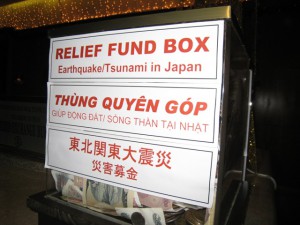 RELIEF FUND BOX
Earthquake/Tsunami in Japan
THÙNG QUYÊN GÓP
GIÚP ĐỘNG ĐẤT/ SÓNG THẦN TẠI NHẬT
東北関東大震災
災害募金